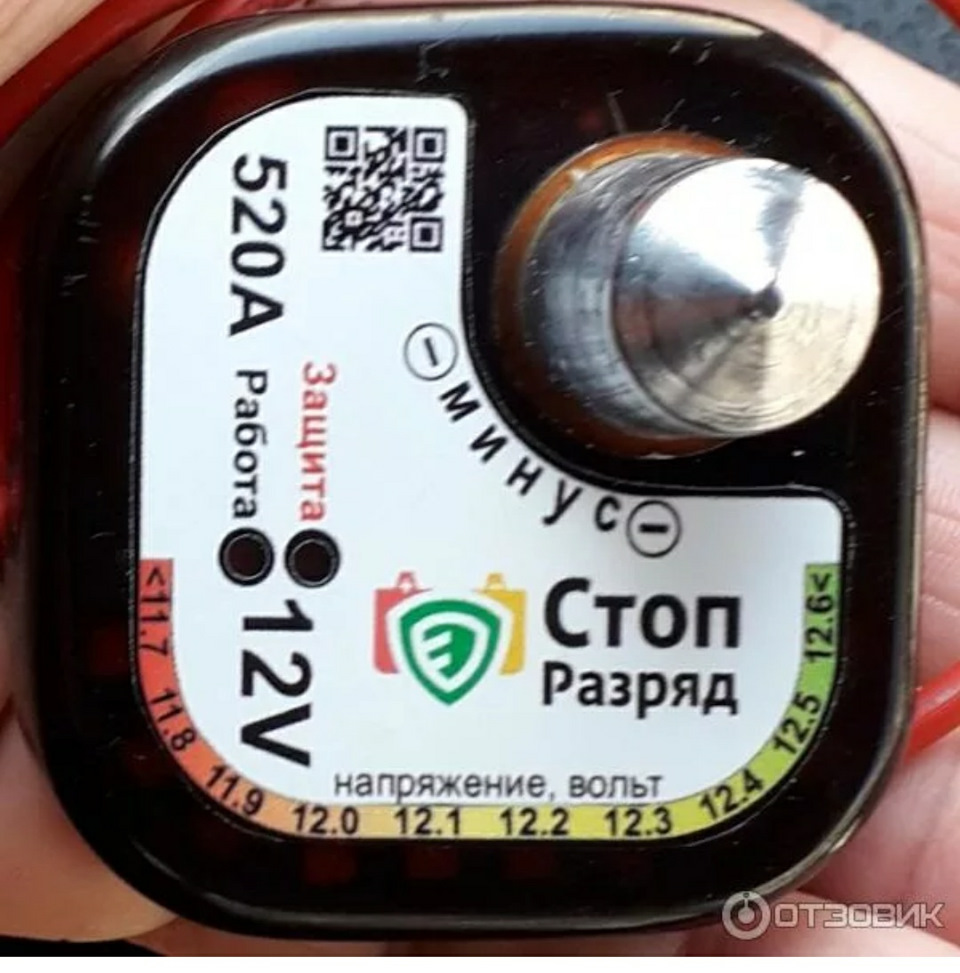 520А
Работа
Защита
12V
⊖минус⊖
Стоп
Разряд
напряжение, вольт
<11.7 11.8 11.9 12.0 12.1 12.2 12.3 12.4 12.5 12.6<
ОТЗОВИК